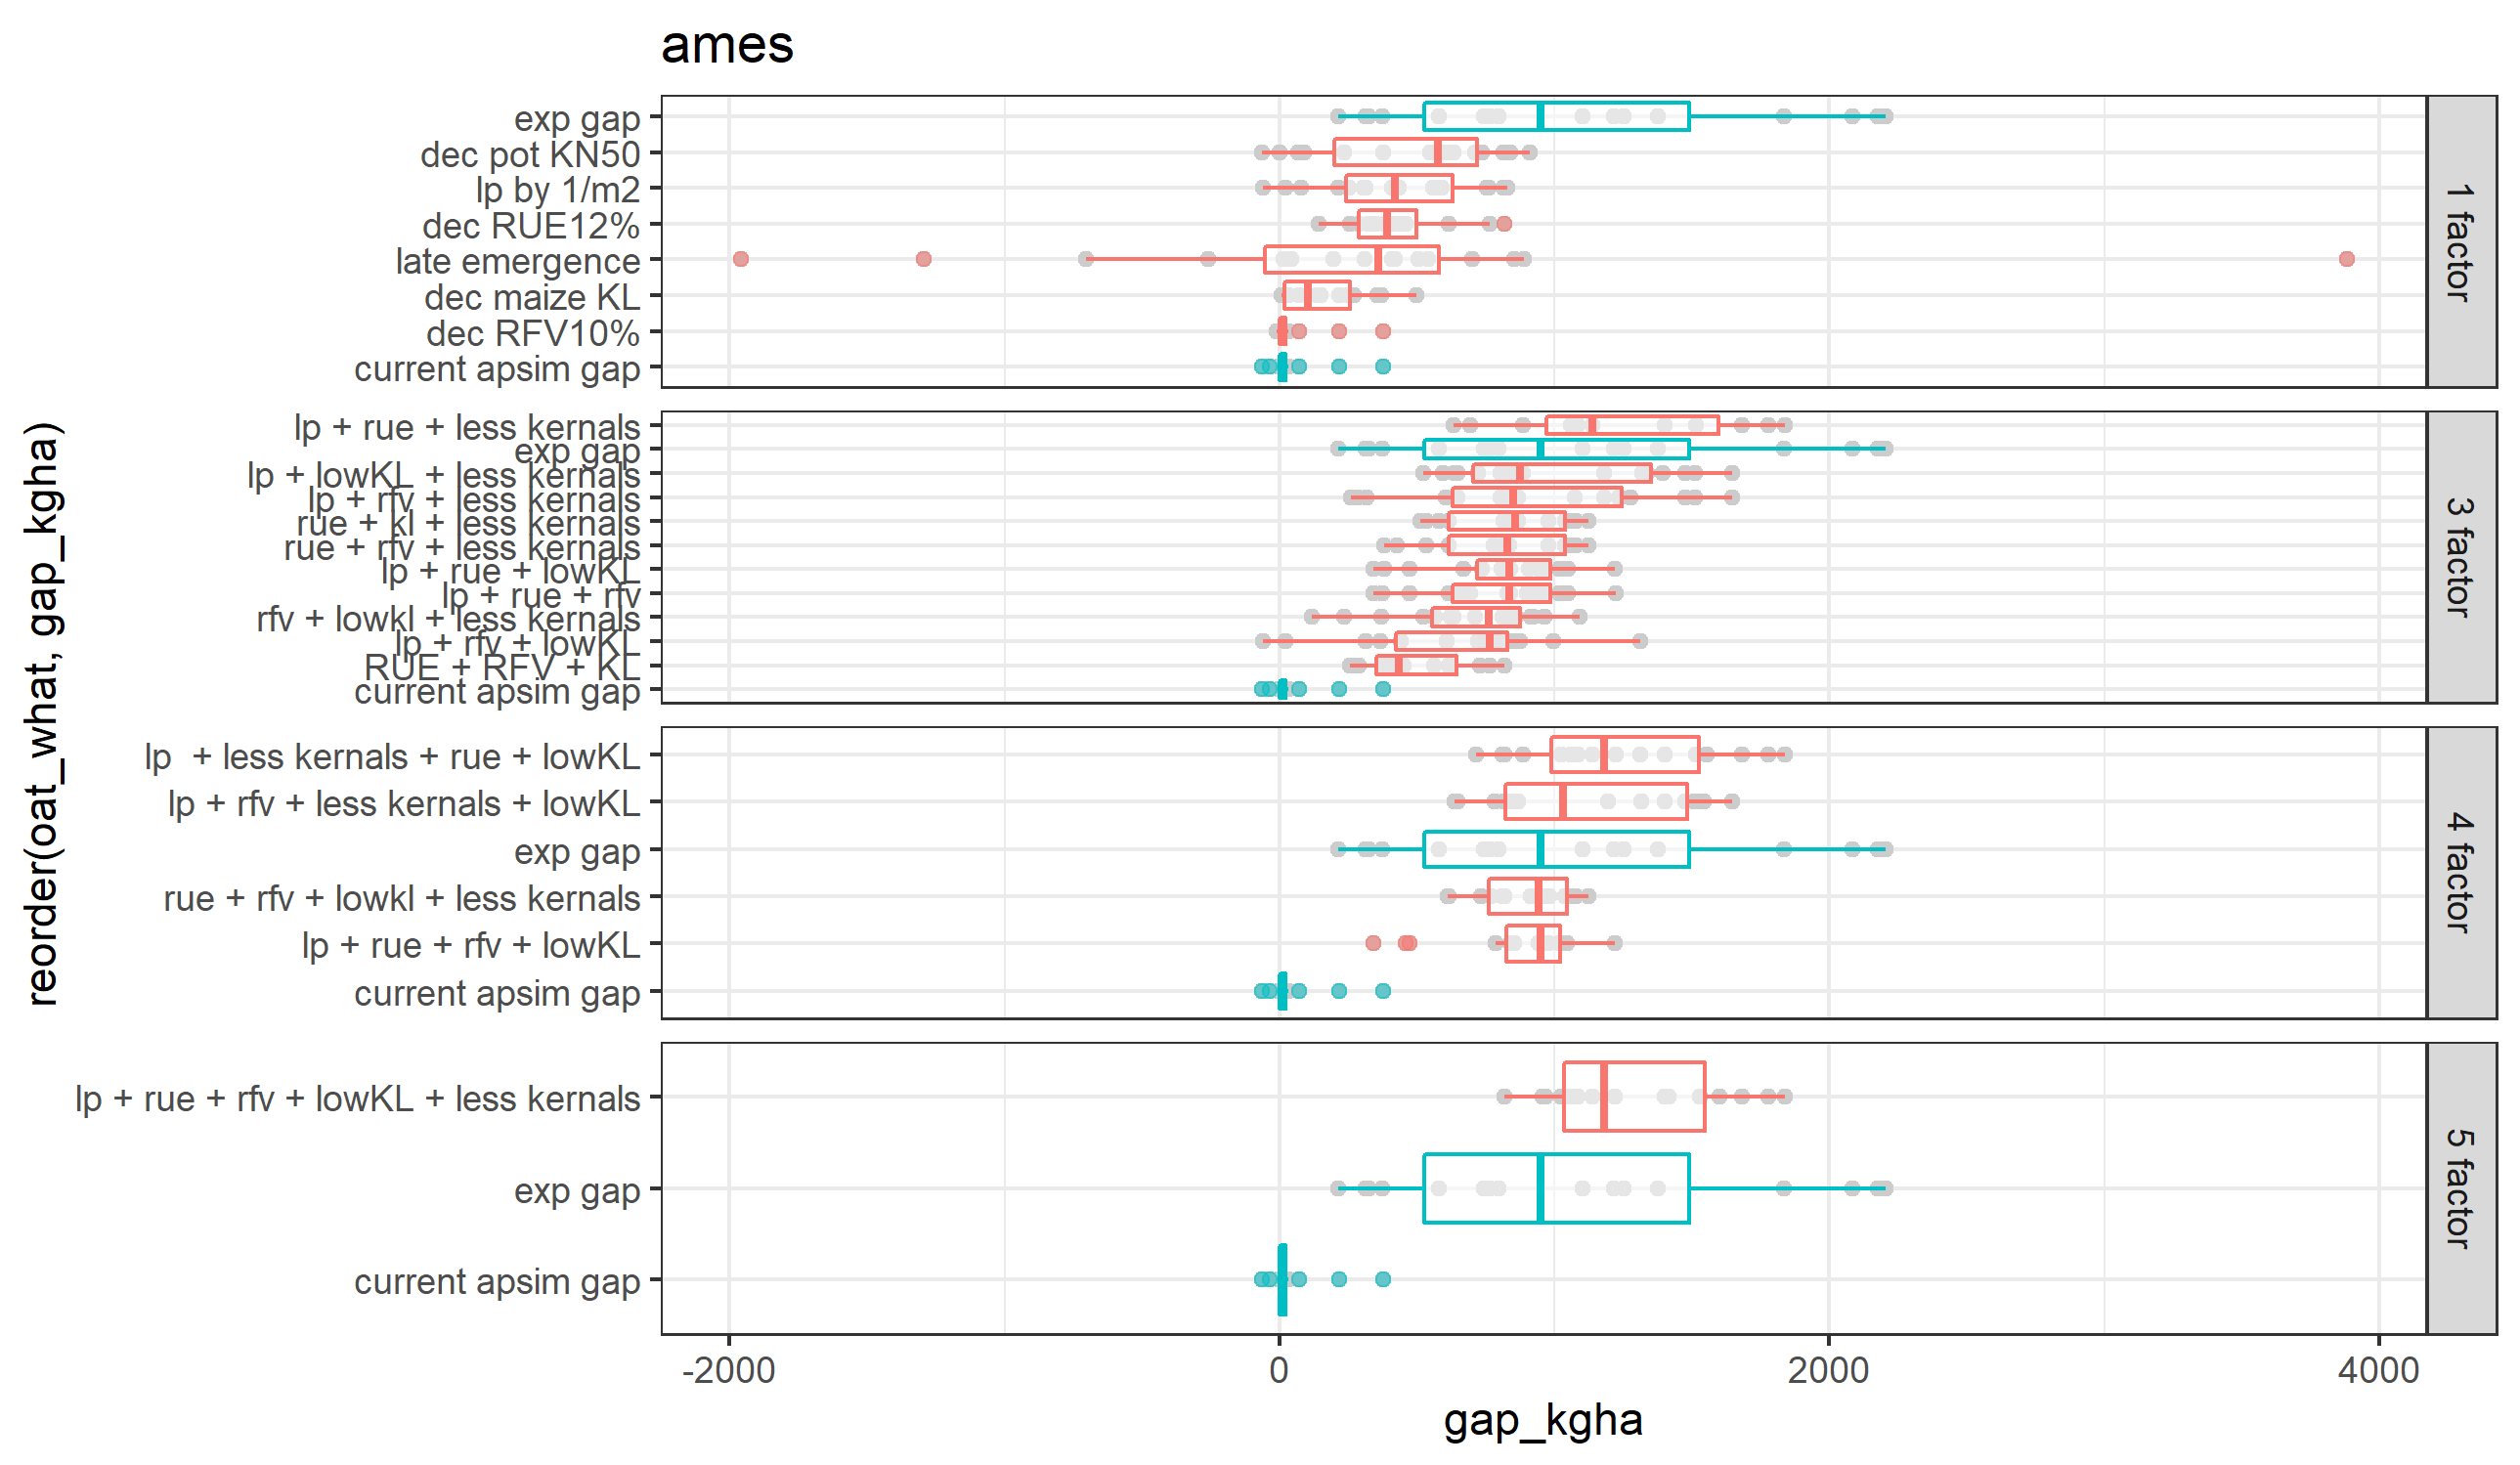 ames
exp gap
dec pot KN50
lp by 1/m2
dec RUE12%
late emergence
dec maize KL
dec RFV10%
current apsim gap
1 factor
lp + rue + less kernals
exp gap
lp + lowKL + less kernals
lp + rfv + less kernals
rue + kl + less kernals
rue + rfv + less kernals
lp + rue + lowKL
lp + rue + rfv
rfv + lowkl + less kernals
lp + rfv + lowKL
RUE + RFV + KL
current apsim gap
3 factor
lp  + less kernals + rue + lowKL
lp + rfv + less kernals + lowKL
exp gap
rue + rfv + lowkl + less kernals
lp + rue + rfv + lowKL
current apsim gap
4 factor
lp + rue + rfv + lowKL + less kernals
exp gap
current apsim gap
5 factor
-2000 0 2000 4000
gap_kgha
reorder(oat_what, gap_kgha)